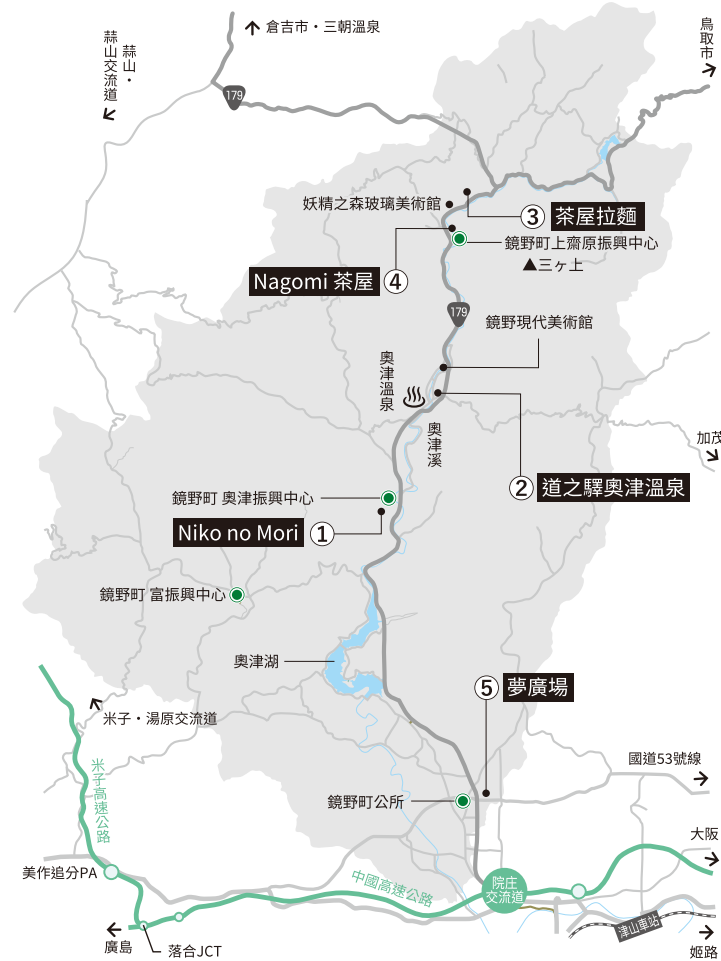 倉吉市・三朝溫泉
鳥取市
蒜山・
蒜山交流道
179
妖精之森玻璃美術館
③ 茶屋拉麵
鏡野町上齋原振興中心
▲三ヶ上
Nagomi 茶屋 ④
179
鏡野現代美術館
奧津溫泉
奧津溪
加茂
② 道之驛奧津溫泉
鏡野町 奧津振興中心
Niko no Mori ①
鏡野町 富振興中心
奧津湖
⑤ 夢廣場
米子・湯原交流道
國道53號線
米子高速公路
鏡野町公所
大阪
美作追分PA
中國高速公路
院庄
交流道
津山車站
廣島
落合JCT
姬路